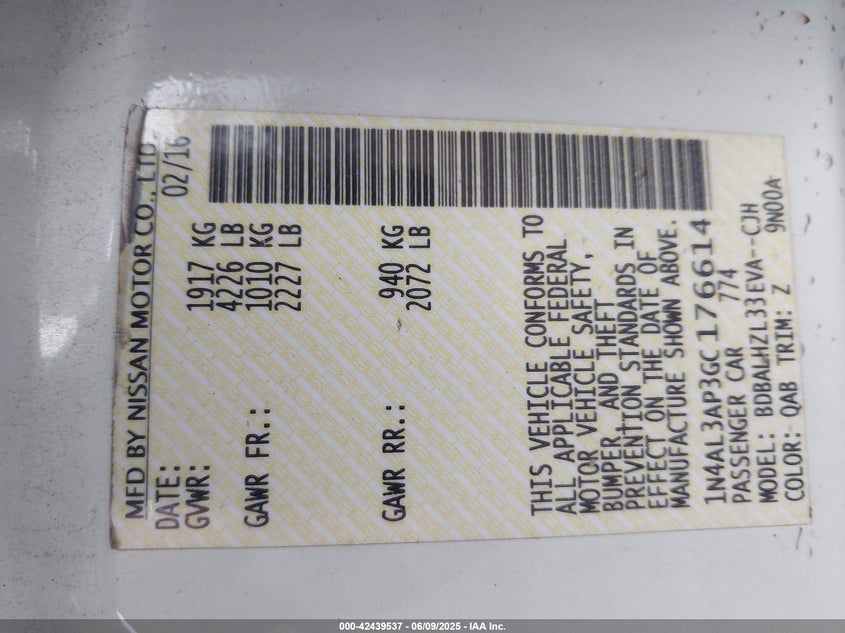 MFD BY NISSAN MOTOR CO., LTD
DATE: 02/16
GVWR: 1917 KG
4226 LB
GAWR FR.: 1010 KG
2227 LB
GAWR RR.: 940 KG
2072 LB
THIS VEHICLE CONFORMS TO
ALL APPLICABLE FEDERAL
MOTOR VEHICLE SAFETY,
BUMPER, AND THEFT
PREVENTION STANDARDS IN
EFFECT ON THE DATE OF
MANUFACTURE SHOWN ABOVE.
1N4AL3AP3GC176614
PASSENGER CAR 774
MODEL: BDBALHZL33EVA--CJH
COLOR: QAB TRIM: Z 9N00A
000-42439537 - 06/09/2025 - IAA Inc.